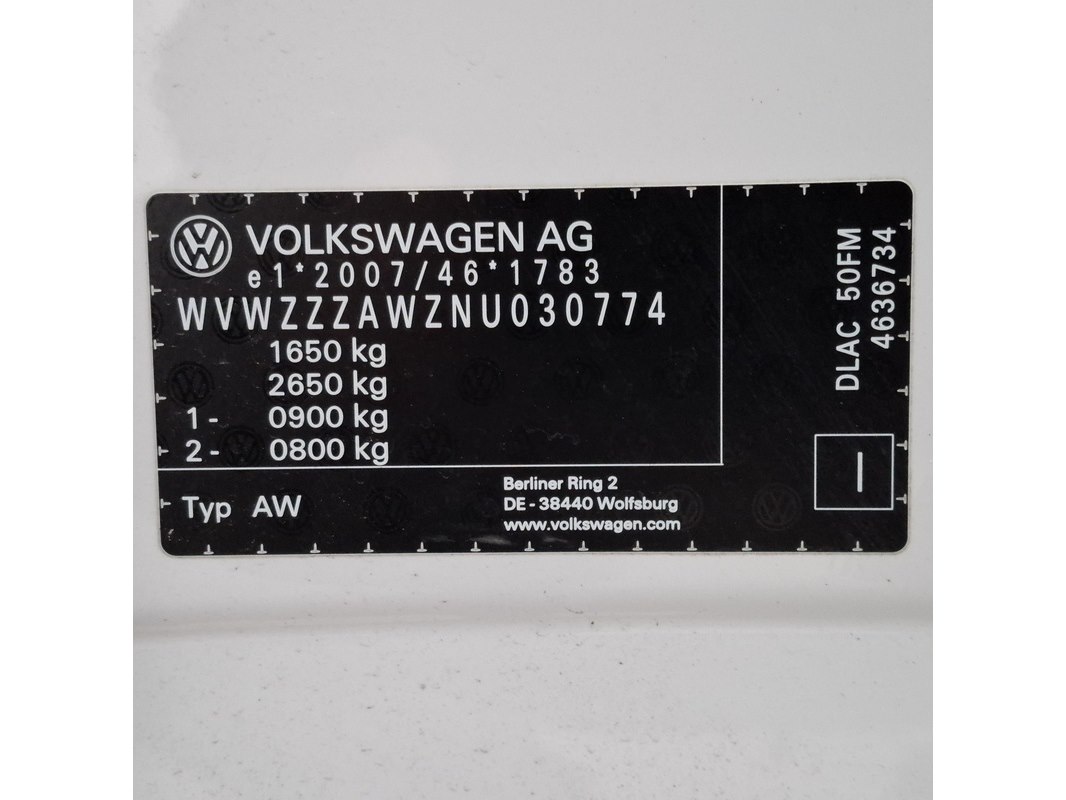 VOLKSWAGEN AG
e1*2007/46*1783
WVWZZZAWZNU030774
1650 kg
2650 kg
1- 0900 kg
2- 0800 kg
Typ AW
Berliner Ring 2
DE - 38440 Wolfsburg
www.volkswagen.com
DLAC 50FM
4636734
I